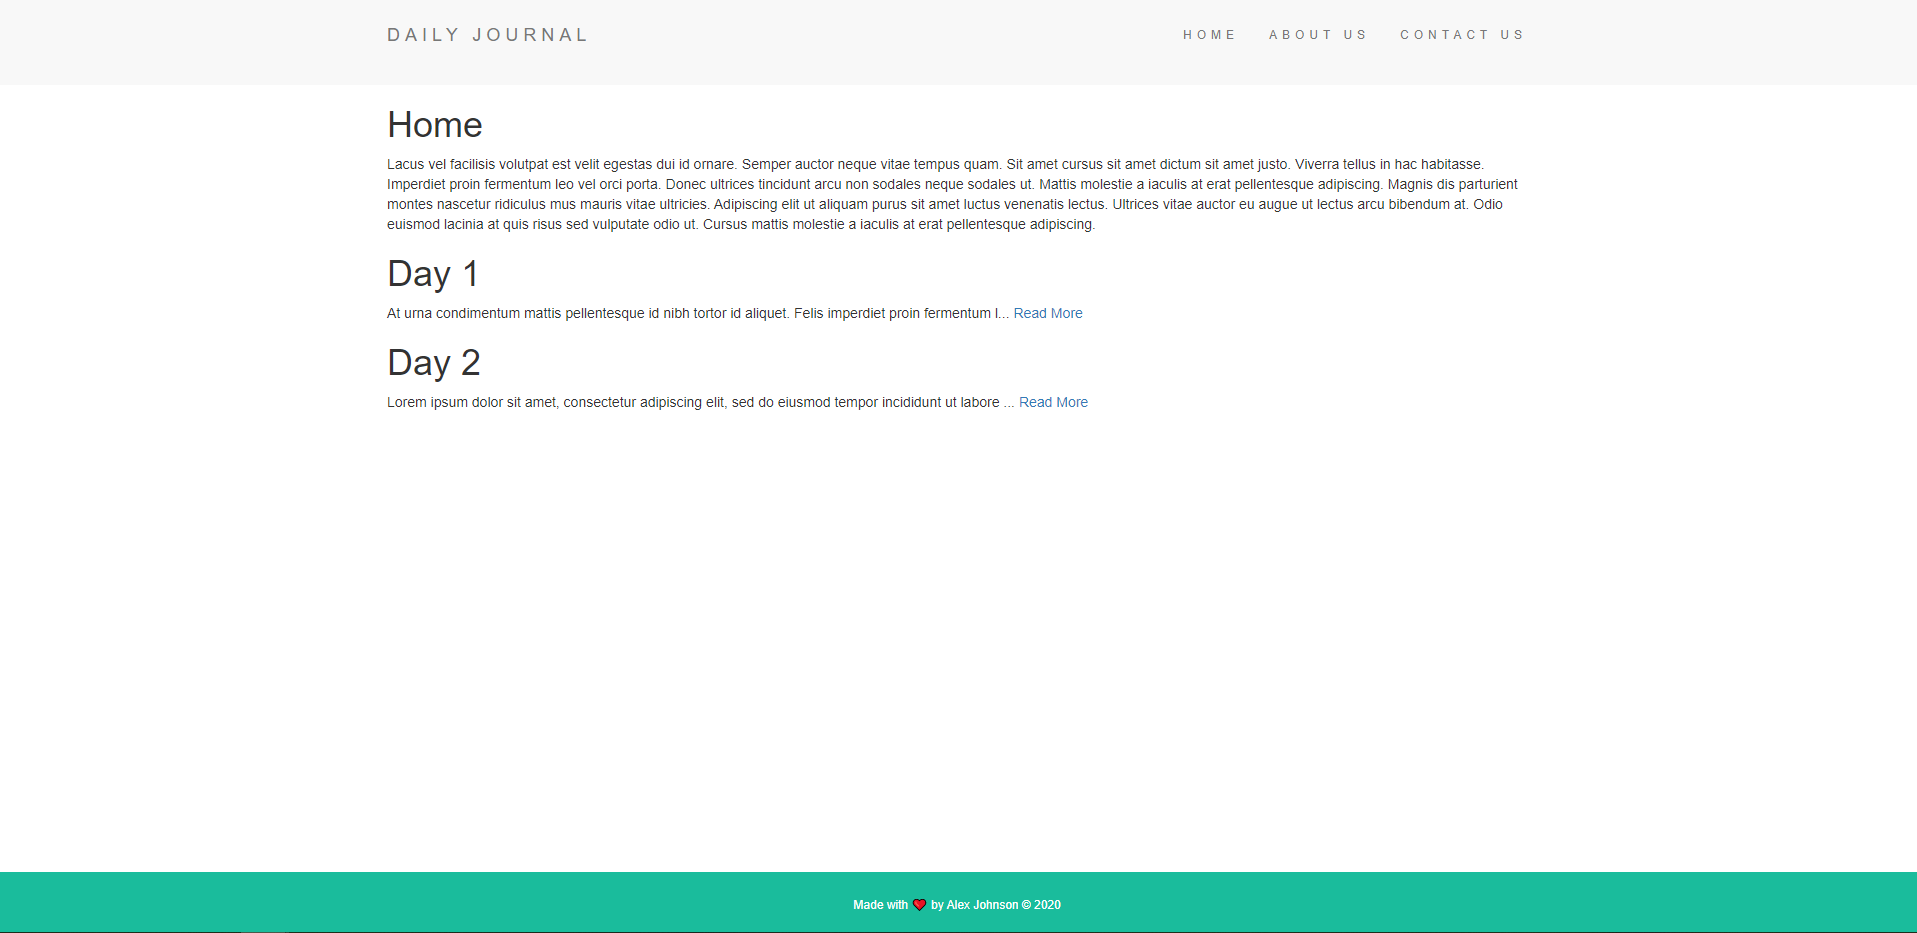 DAILY JOURNAL
HOME ABOUT US CONTACT US
Home
Lacus vel facilisis volutpat est velit egestas dui id ornare. Semper auctor neque vitae tempus quam. Sit amet cursus sit amet dictum sit amet justo. Viverra tellus in hac habitasse.
Imperdiet proin fermentum leo vel orci porta. Donec ultrices tincidunt arcu non sodales neque sodales ut. Mattis molestie a iaculis at erat pellentesque adipiscing. Magnis dis parturient
montes nascetur ridiculus mus mauris vitae ultricies. Adipiscing elit ut aliquam purus sit amet luctus venenatis lectus. Ultrices vitae auctor eu augue ut lectus arcu bibendum at. Odio
euismod lacinia at quis risus sed vulputate odio ut. Cursus mattis molestie a iaculis at erat pellentesque adipiscing.
Day 1
At urna condimentum mattis pellentesque id nibh tortor id aliquet. Felis imperdiet proin fermentum l... Read More
Day 2
Lorem ipsum dolor sit amet, consectetur adipiscing elit, sed do eiusmod tempor incididunt ut labore ... Read More
Made with ❤ by Alex Johnson © 2020